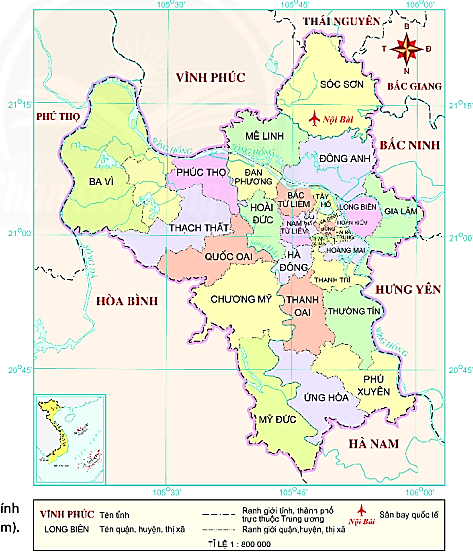 105°30'
105°45'
106°00'
THÁI NGUYÊN
B
T
Đ
N
VĨNH PHÚC
SÓC SƠN
BẮC GIANG
21°15'
21°15'
PHÚ THỌ
Nội Bài
MÊ LINH
BẮC NINH
SÔNG HỒNG
ĐÔNG ANH
BA VÌ
PHÚC THỌ
ĐAN
PHƯỢNG
BẮC
TỪ LIÊM
TÂY
HỒ
LONG BIÊN
GIA LÂM
HOÀI
ĐỨC
THẠCH THẤT
NAM
TỪ LIÊM
HOÀN KIẾM
21°00'
21°00'
HOÀNG MAI
QUỐC OAI
HÀ
ĐÔNG
THANH TRÌ
HÒA BÌNH
HƯNG YÊN
CHƯƠNG MỸ
THANH
OAI
THƯỜNG TÍN
20°45'
20°45'
PHÚ
XUYÊN
ỨNG HÒA
MỸ ĐỨC
HÀ NAM
105°30'
105°45'
106°00'
ính
m).
VĨNH PHÚC Tên tỉnh
LONG BIÊN Tên quận, huyện, thị xã
Ranh giới tỉnh, thành phố
trực thuộc Trung ương
Ranh giới quận,huyện, thị xã
Nội Bài
Sân bay quốc tế
TỈ LỆ 1 : 800 000